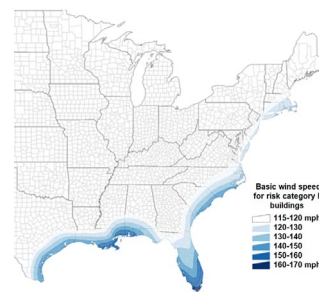 Basic wind speed
for risk category
buildings
115-120 mph
120-130
130-140
140-150
150-160
160-170 mph